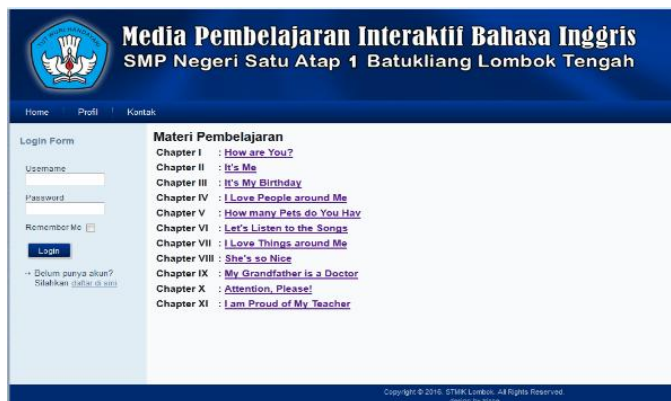 TUT WURI HANDAYANI
Media Pembelajaran Interaktif Bahasa Inggris
SMP Negeri Satu Atap 1 Batukliang Lombok Tengah
Home Profil Kontak
Login Form
Username
Password
Remember Me
Login
Belum punya akun?
Silahkan daftar di sini
Materi Pembelajaran
Chapter I : How are You?
Chapter II : It's Me
Chapter III : It's My Birthday
Chapter IV : I Love People around Me
Chapter V : How many Pets do You Hav
Chapter VI : Let's Listen to the Songs
Chapter VII : I Love Things around Me
Chapter VIII : She's so Nice
Chapter IX : My Grandfather is a Doctor
Chapter X : Attention, Please!
Chapter XI : I am Proud of My Teacher
Copyright © 2016. STMIK Lombok. All Rights Reserved.